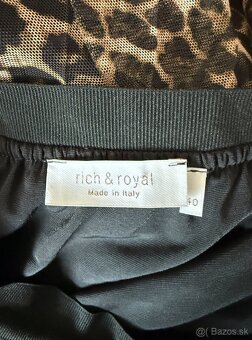 rich & royal
Made in Italy
40
bazos.sk